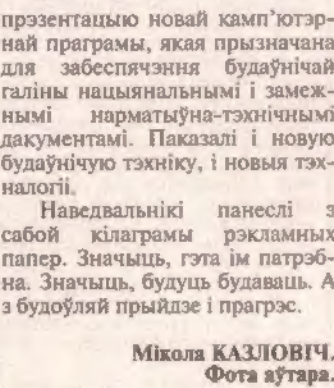 прэзентацыю новай камп'ютэр-
най праграмы, якая прызначана
для забеспячэння будаўнічай
галіны нацыянальнымі і замеж-
нымі нарматыўна-тэхнічнымі
дакументамі. Паказалі і новую
будаўнічую тэхніку, і новыя тэх-
налогіі.
Наведвальнікі панеслі з
сабой кілаграмы рэкламных
папер. Значыць, гэта ім патрэб-
на. Значыць, будуць будаваць. А
з будоўляй прыйдзе і прагрэс.
Мікола КАЗЛОВІЧ.
Фота аўтара.